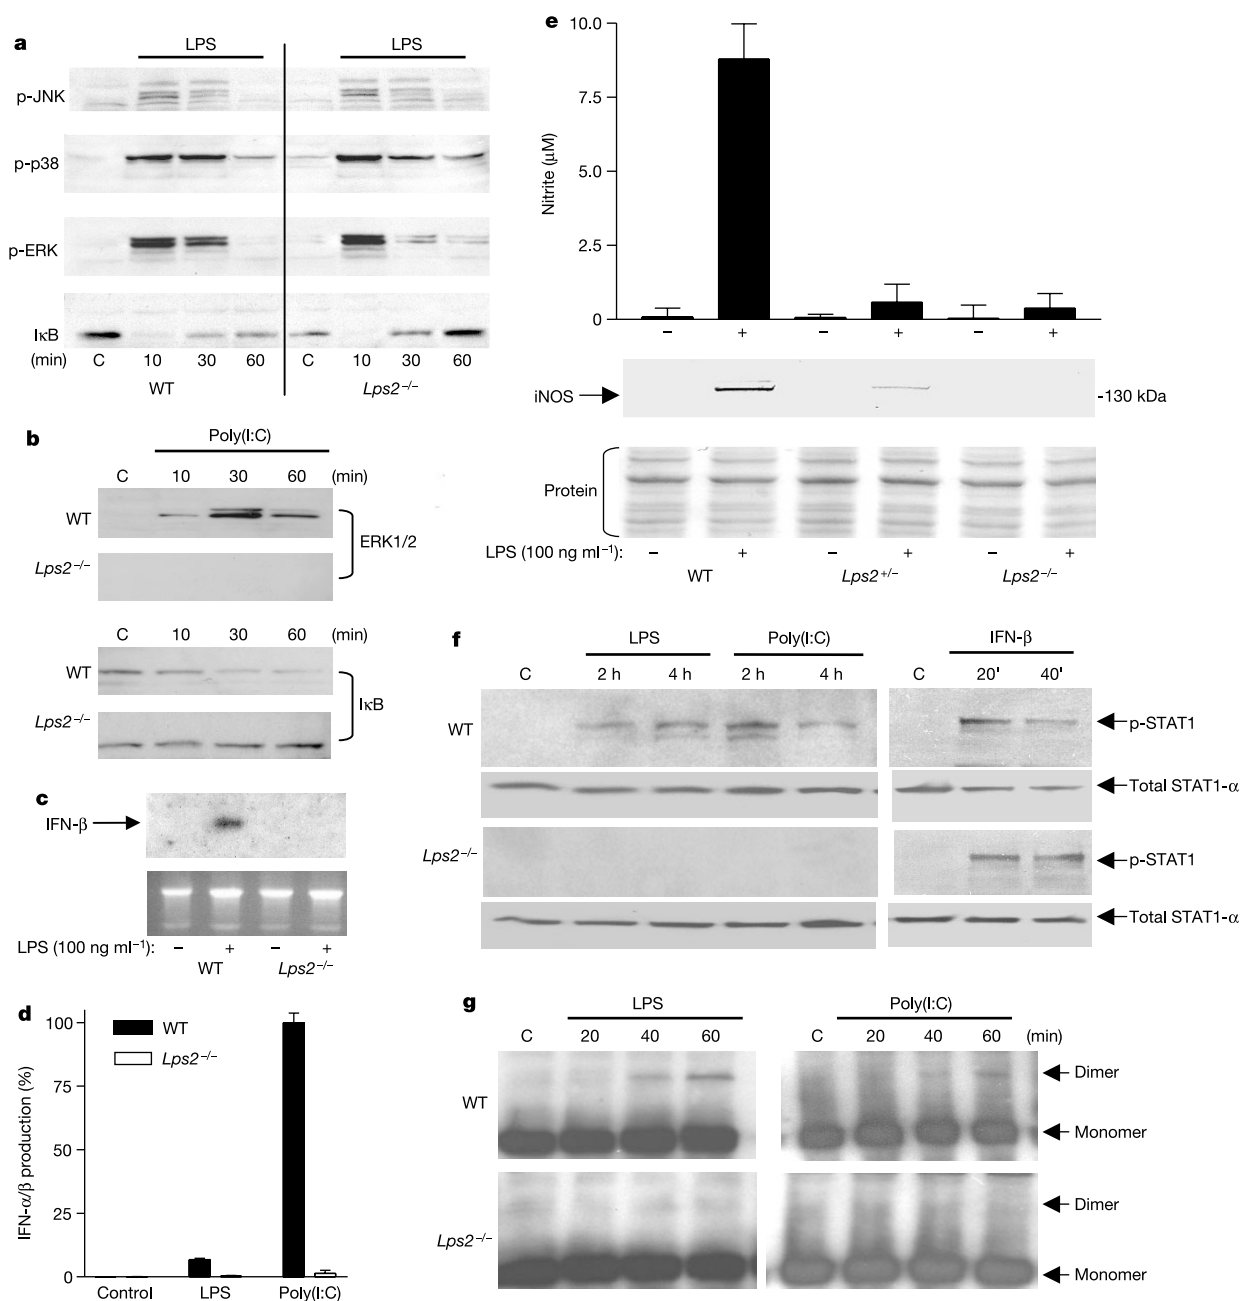 a
LPS LPS
p-JNK
p-p38
p-ERK
IκB
(min) C 10 30 60 C 10 30 60
WT Lps2⁻/⁻
b
Poly(I:C)
C 10 30 60 (min)
WT
ERK1/2
Lps2⁻/⁻
C 10 30 60 (min)
WT
IκB
Lps2⁻/⁻
c
IFN-β
LPS (100 ng ml⁻¹): – + – +
WT Lps2⁻/⁻
d
IFN-α/β production (%)
100
75
50
25
0
WT
Lps2⁻/⁻
Control LPS Poly(I:C)
e
Nitrite (μM)
10.0
7.5
5.0
2.5
0
– + – + – +
iNOS -130 kDa
Protein
LPS (100 ng ml⁻¹): – + – + – +
WT Lps2⁺/⁻ Lps2⁻/⁻
f
LPS Poly(I:C) IFN-β
C 2 h 4 h 2 h 4 h C 20' 40'
WT p-STAT1
Total STAT1-α
Lps2⁻/⁻ p-STAT1
Total STAT1-α
g
LPS Poly(I:C)
C 20 40 60 C 20 40 60 (min)
Dimer
WT
Monomer
Dimer
Lps2⁻/⁻
Monomer